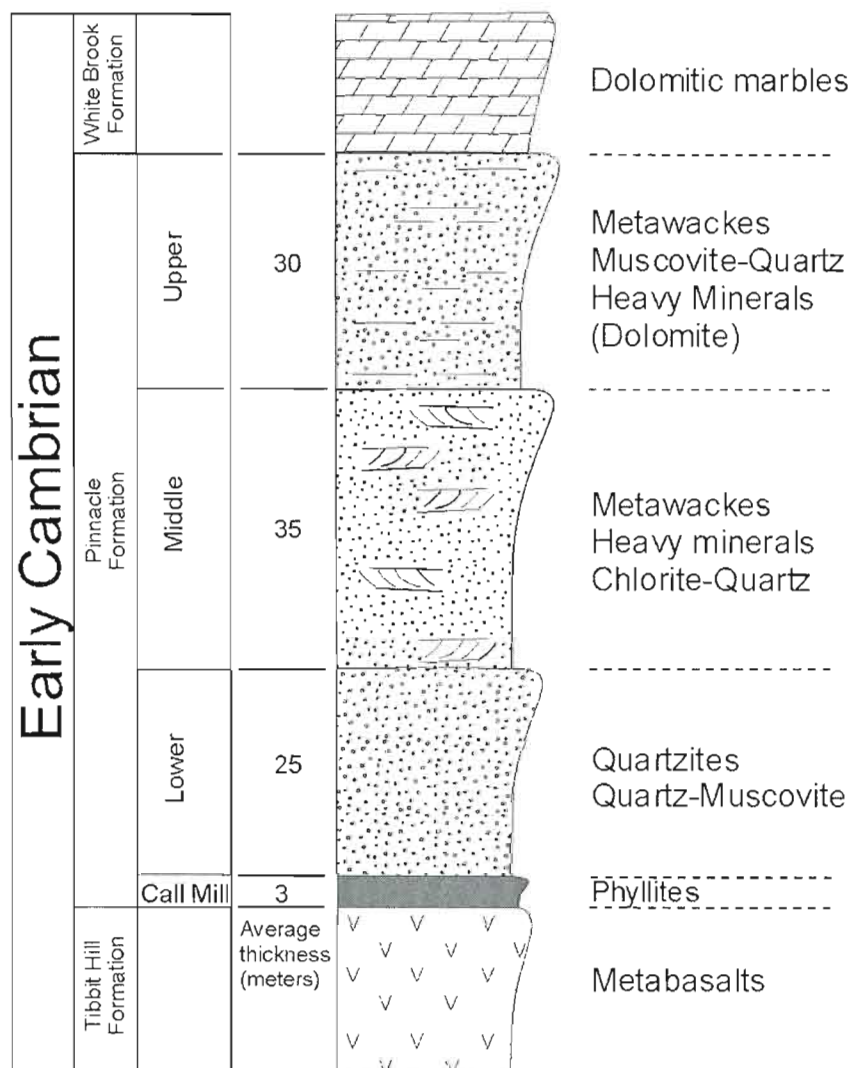 Early Cambrian
White Brook
Formation
Dolomitic marbles
Pinnacle
Formation
Upper
30
Metawackes
Muscovite-Quartz
Heavy Minerals
(Dolomite)
Middle
35
Metawackes
Heavy minerals
Chlorite-Quartz
Lower
25
Quartzites
Quartz-Muscovite
Call Mill
3
Phyllites
Tibbit Hill
Formation
Average
thickness
(meters)
Metabasalts